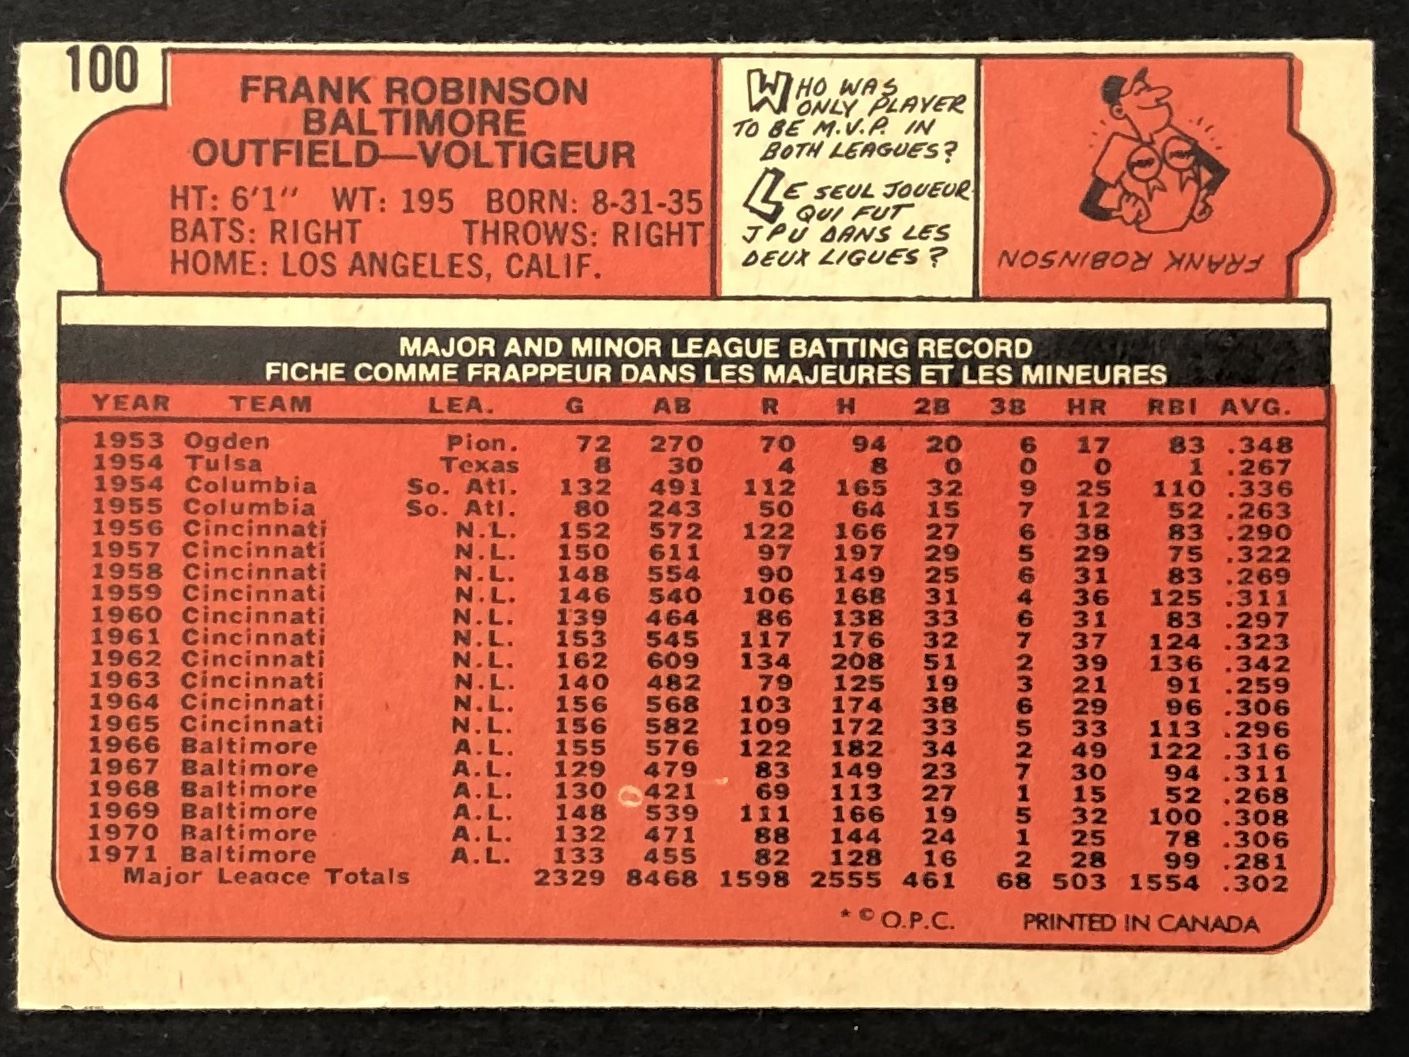 100
FRANK ROBINSON
BALTIMORE
OUTFIELD—VOLTIGEUR
HT: 6'1" WT: 195 BORN: 8-31-35
BATS: RIGHT THROWS: RIGHT
HOME: LOS ANGELES, CALIF.
WHO WAS
ONLY PLAYER
TO BE M.V.P. IN
BOTH LEAGUES?
LE SEUL JOUEUR
QUI FUT
JPU DANS LES
DEUX LIGUES?
FRANK ROBINSON
MAJOR AND MINOR LEAGUE BATTING RECORD
FICHE COMME FRAPPEUR DANS LES MAJEURES ET LES MINEURES
YEAR TEAM LEA. G AB R H 2B 3B HR RBI AVG.
1953 Ogden Pion. 72 270 70 94 20 6 17 83 .348
1954 Tulsa Texas 8 30 4 8 0 0 0 1 .267
1954 Columbia So. Atl. 132 491 112 165 32 9 25 110 .336
1955 Columbia So. Atl. 80 243 50 64 15 7 12 52 .263
1956 Cincinnati N.L. 152 572 122 166 27 6 38 83 .290
1957 Cincinnati N.L. 150 611 97 197 29 5 29 75 .322
1958 Cincinnati N.L. 148 554 90 149 25 6 31 83 .269
1959 Cincinnati N.L. 146 540 106 168 31 4 36 125 .311
1960 Cincinnati N.L. 139 464 86 138 33 6 31 83 .297
1961 Cincinnati N.L. 153 545 117 176 32 7 37 124 .323
1962 Cincinnati N.L. 162 609 134 208 51 2 39 136 .342
1963 Cincinnati N.L. 140 482 79 125 19 3 21 91 .259
1964 Cincinnati N.L. 156 568 103 174 38 6 29 96 .306
1965 Cincinnati N.L. 156 582 109 172 33 5 33 113 .296
1966 Baltimore A.L. 155 576 122 182 34 2 49 122 .316
1967 Baltimore A.L. 129 479 83 149 23 7 30 94 .311
1968 Baltimore A.L. 130 421 69 113 27 1 15 52 .268
1969 Baltimore A.L. 148 539 111 166 19 5 32 100 .308
1970 Baltimore A.L. 132 471 88 144 24 1 25 78 .306
1971 Baltimore A.L. 133 455 82 128 16 2 28 99 .281
Major League Totals 2329 8468 1598 2555 461 68 503 1554 .302
* © O.P.C. PRINTED IN CANADA